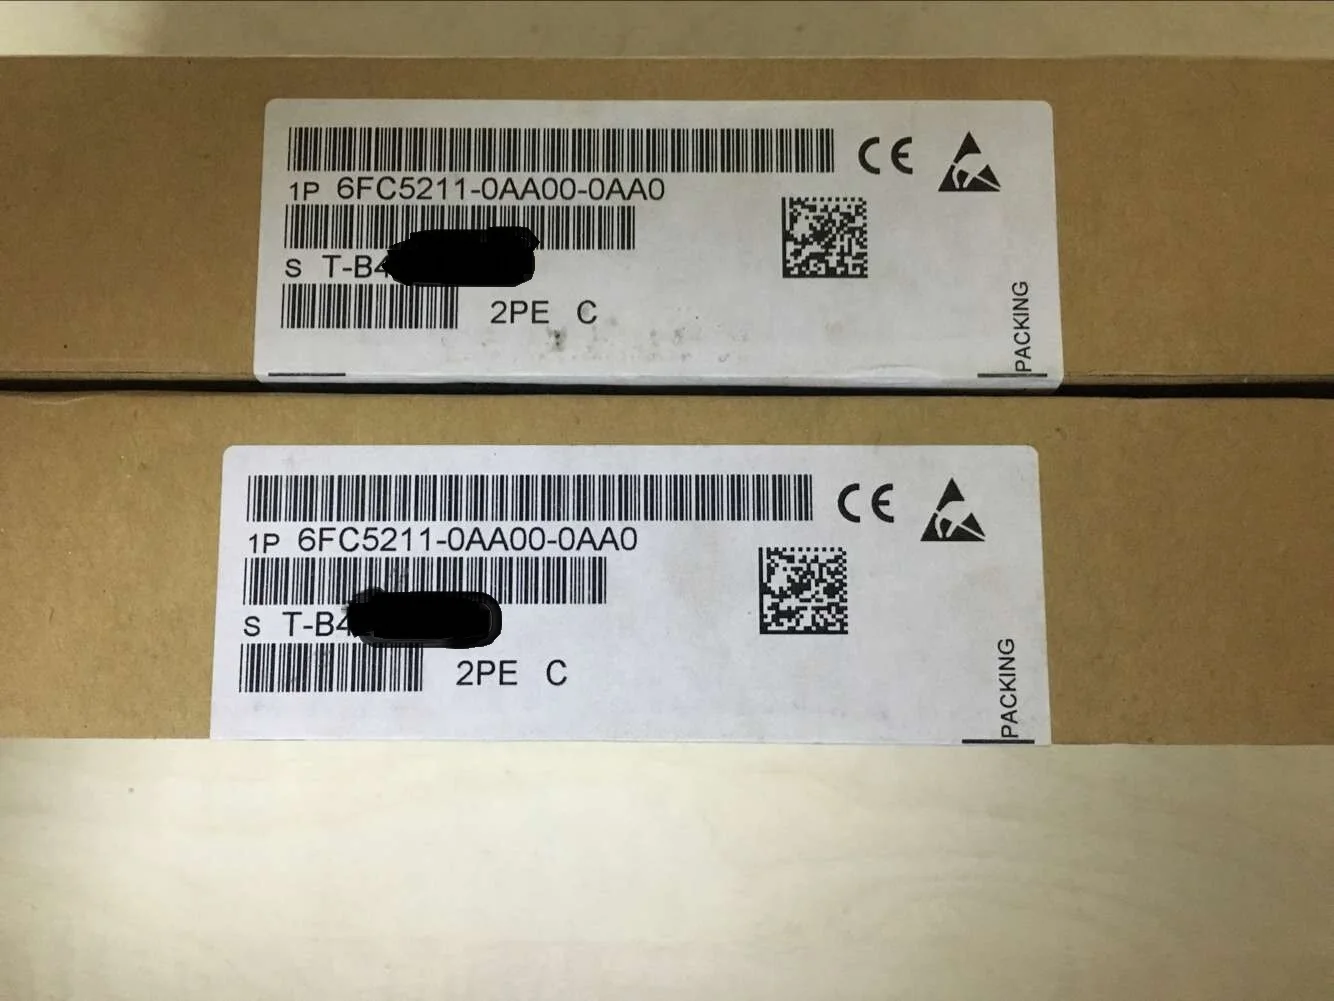 CE
1P 6FC5211-0AA00-0AA0
S T-B4
2PE C
PACKING
CE
1P 6FC5211-0AA00-0AA0
S T-B4
2PE C
PACKING